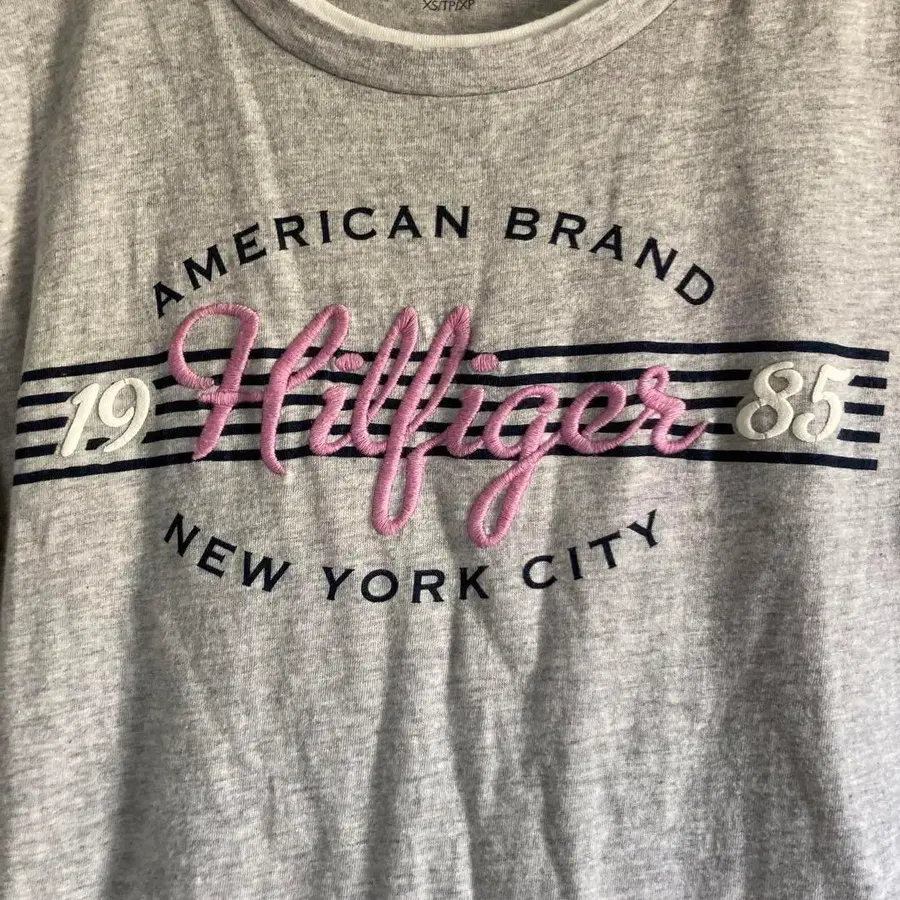 XS/TP/XP
AMERICAN BRAND
19 Hilfiger 85
NEW YORK CITY